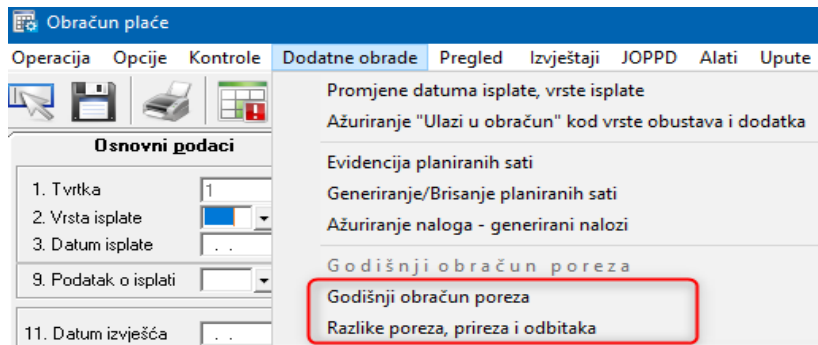 Obračun plaće
Operacija Opcije Kontrole Dodatne obrade Pregled Izvještaji JOPPD Alati Upute
Promjene datuma isplate, vrste isplate
Ažuriranje "Ulazi u obračun" kod vrste obustava i dodatka
Osnovni podaci
Evidencija planiranih sati
1. Tvrtka 1
Generiranje/Brisanje planiranih sati
2. Vrsta isplate
Ažuriranje naloga - generirani nalozi
3. Datum isplate . .
Godišnji obračun poreza
9. Podatak o isplati
Godišnji obračun poreza
11. Datum izvješća . .
Razlike poreza, prireza i odbitaka